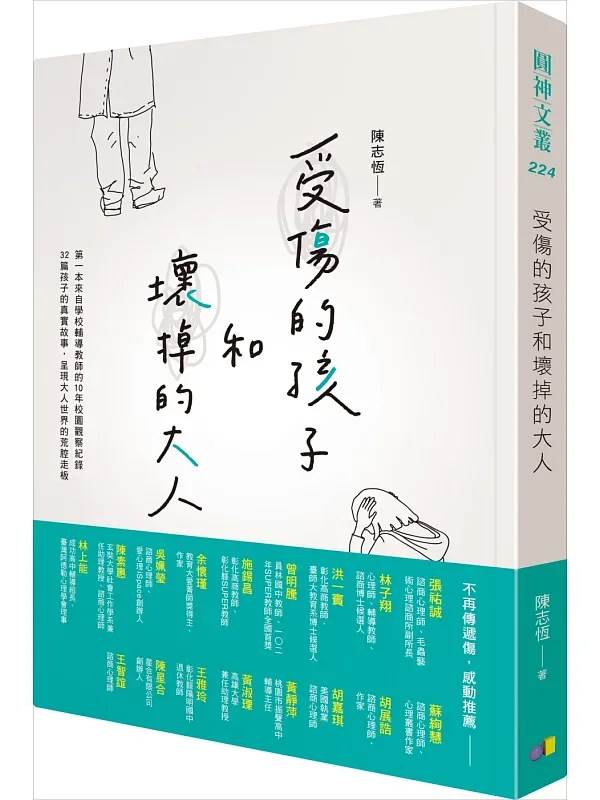 圓神文叢
224
受傷的孩子和壞掉的大人
陳志恆
著
陳志恆——著
受傷的孩子
和
壞掉的大人
第一本來自學校輔導教師的10年校園觀察紀錄
32篇孩子的真實故事,呈現大人世界的荒腔走板
不再傳遞傷,感動推薦——
張祐誠
諮商心理師、毛蟲藝
術心理諮商所副所長
蘇絢慧
諮商心理師、
心理叢書作家
林子翔
心理師、輔導教師、
諮商博士候選人
胡展誥
諮商心理師、
作家
洪一賓
彰化高商教師、
臺師大教育系博士候選人
胡嘉琪
美國執業
諮商心理師
曾明騰
員林國中教師、二〇一二
年SUPER教師全國首獎
黃靜萍
桃園市振聲高中
輔導主任
施錫昌
彰化高商教師、
彰化縣SUPER教師
黃淑瓅
高雄大學
兼任助理教授
余懷瑾
教育大愛菁師獎得主、
作家
王雅玲
彰化縣陽明國中
退休教師
吳姵瑩
諮商心理師、
愛心理iSpace創辦人
陳星合
星合有限公司
創辦人
陳素惠
玄奘大學社會工作學系兼
任助理教授、諮商心理師
王智誼
諮商心理師
林上能
成功高中輔導組長、
臺灣阿德勒心理學會理事